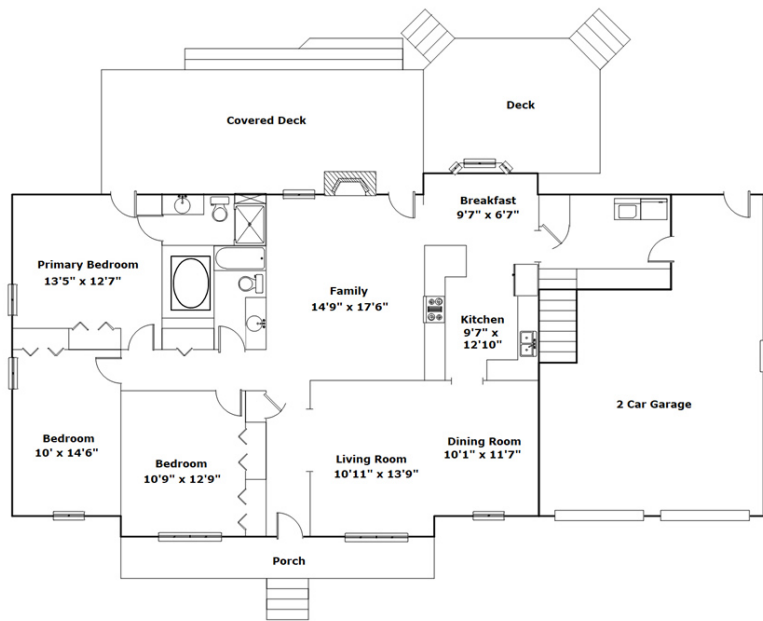 Covered Deck
Deck
Breakfast
9'7" x 6'7"
Primary Bedroom
13'5" x 12'7"
Family
14'9" x 17'6"
Kitchen
9'7" x
12'10"
2 Car Garage
Bedroom
10' x 14'6"
Bedroom
10'9" x 12'9"
Living Room
10'11" x 13'9"
Dining Room
10'1" x 11'7"
Porch